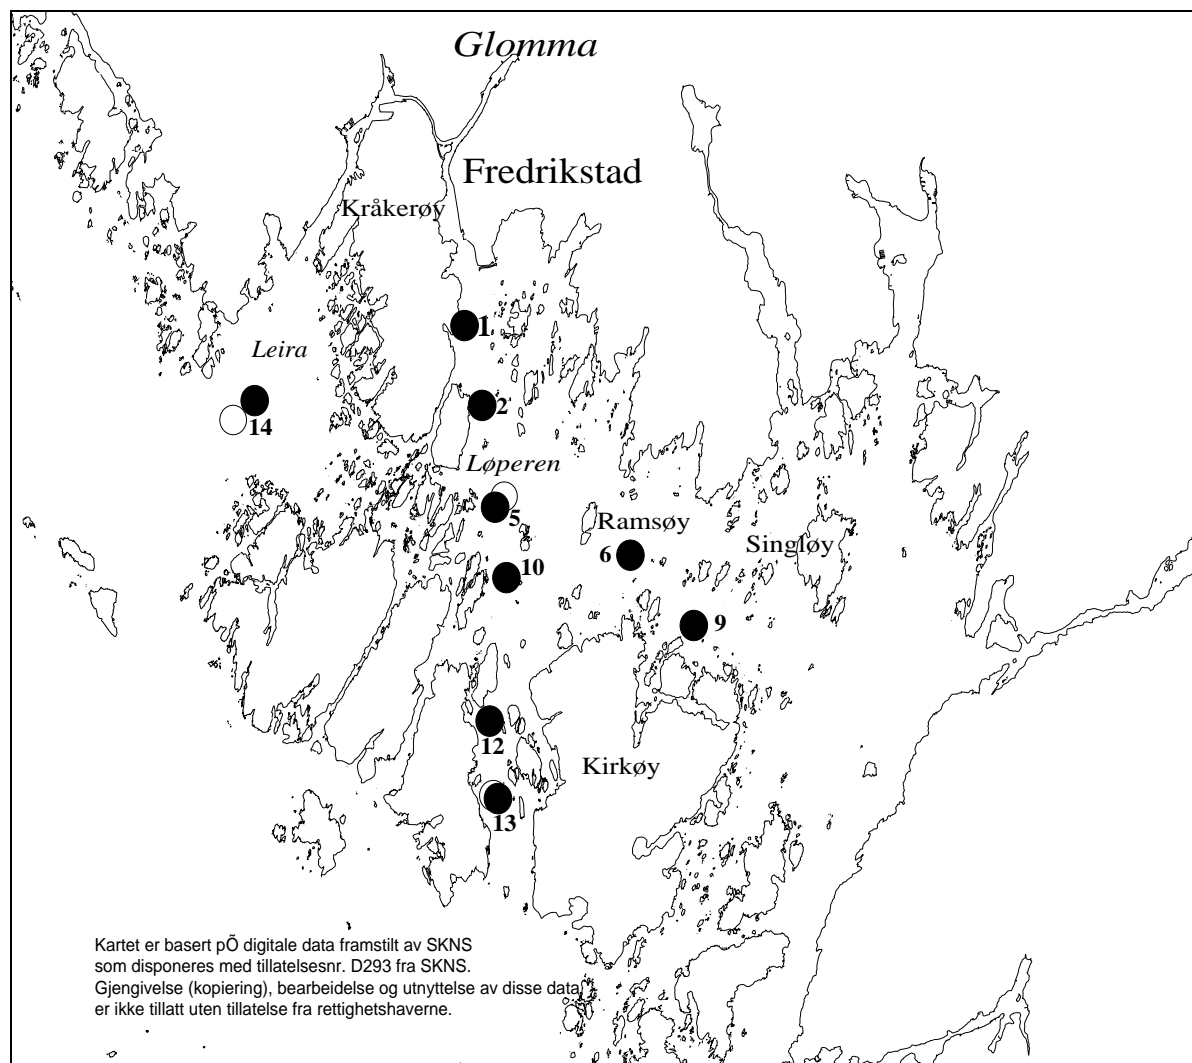 Glomma
Fredrikstad
Kråkerøy
1
Leira
2
14
Løperen
5
Ramsøy
6
Singløy
10
9
12
Kirkøy
13
Kartet er basert pÕ digitale data framstilt av SKNS
som disponeres med tillatelsesnr. D293 fra SKNS.
Gjengivelse (kopiering), bearbeidelse og utnyttelse av disse data
er ikke tillatt uten tillatelse fra rettighetshaverne.